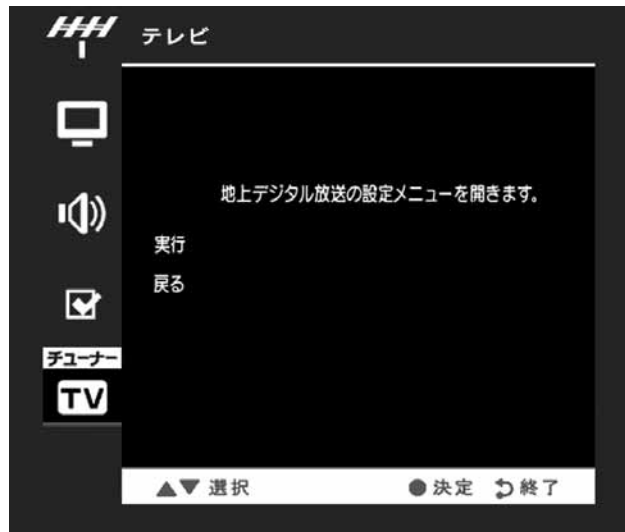 テレビ
地上デジタル放送の設定メニューを開きます。
実行
戻る
チューナー
TV
▲▼ 選択 ●決定 終了